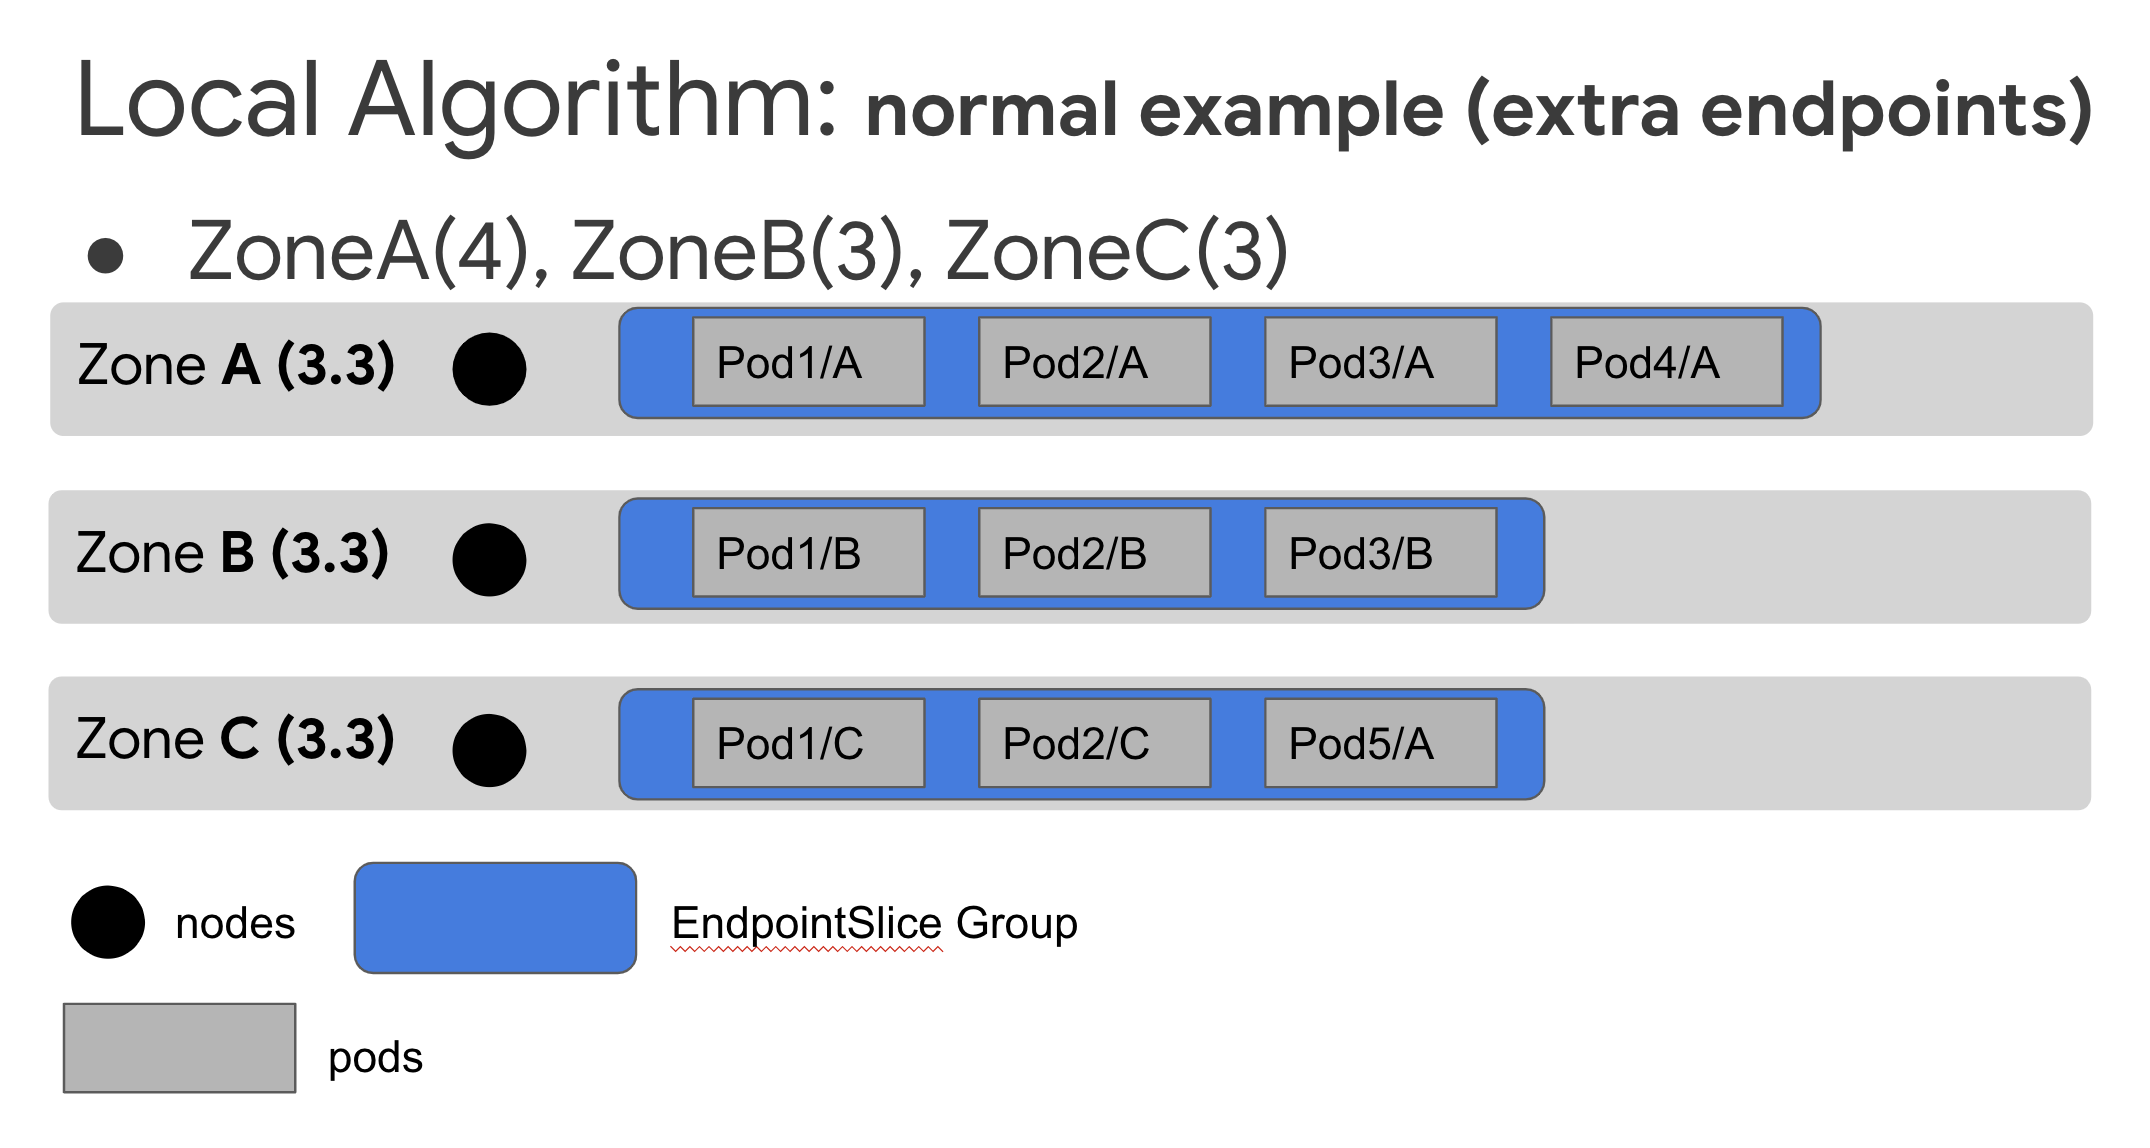 Local Algorithm: normal example (extra endpoints)
● ZoneA(4), ZoneB(3), ZoneC(3)
Zone A (3.3) Pod1/A Pod2/A Pod3/A Pod4/A
Zone B (3.3) Pod1/B Pod2/B Pod3/B
Zone C (3.3) Pod1/C Pod2/C Pod5/A
nodes EndpointSlice Group
pods